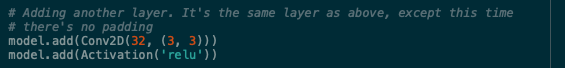 # Adding another layer. It's the same layer as above, except this time
# there's no padding
model.add(Conv2D(32, (3, 3)))
model.add(Activation('relu'))